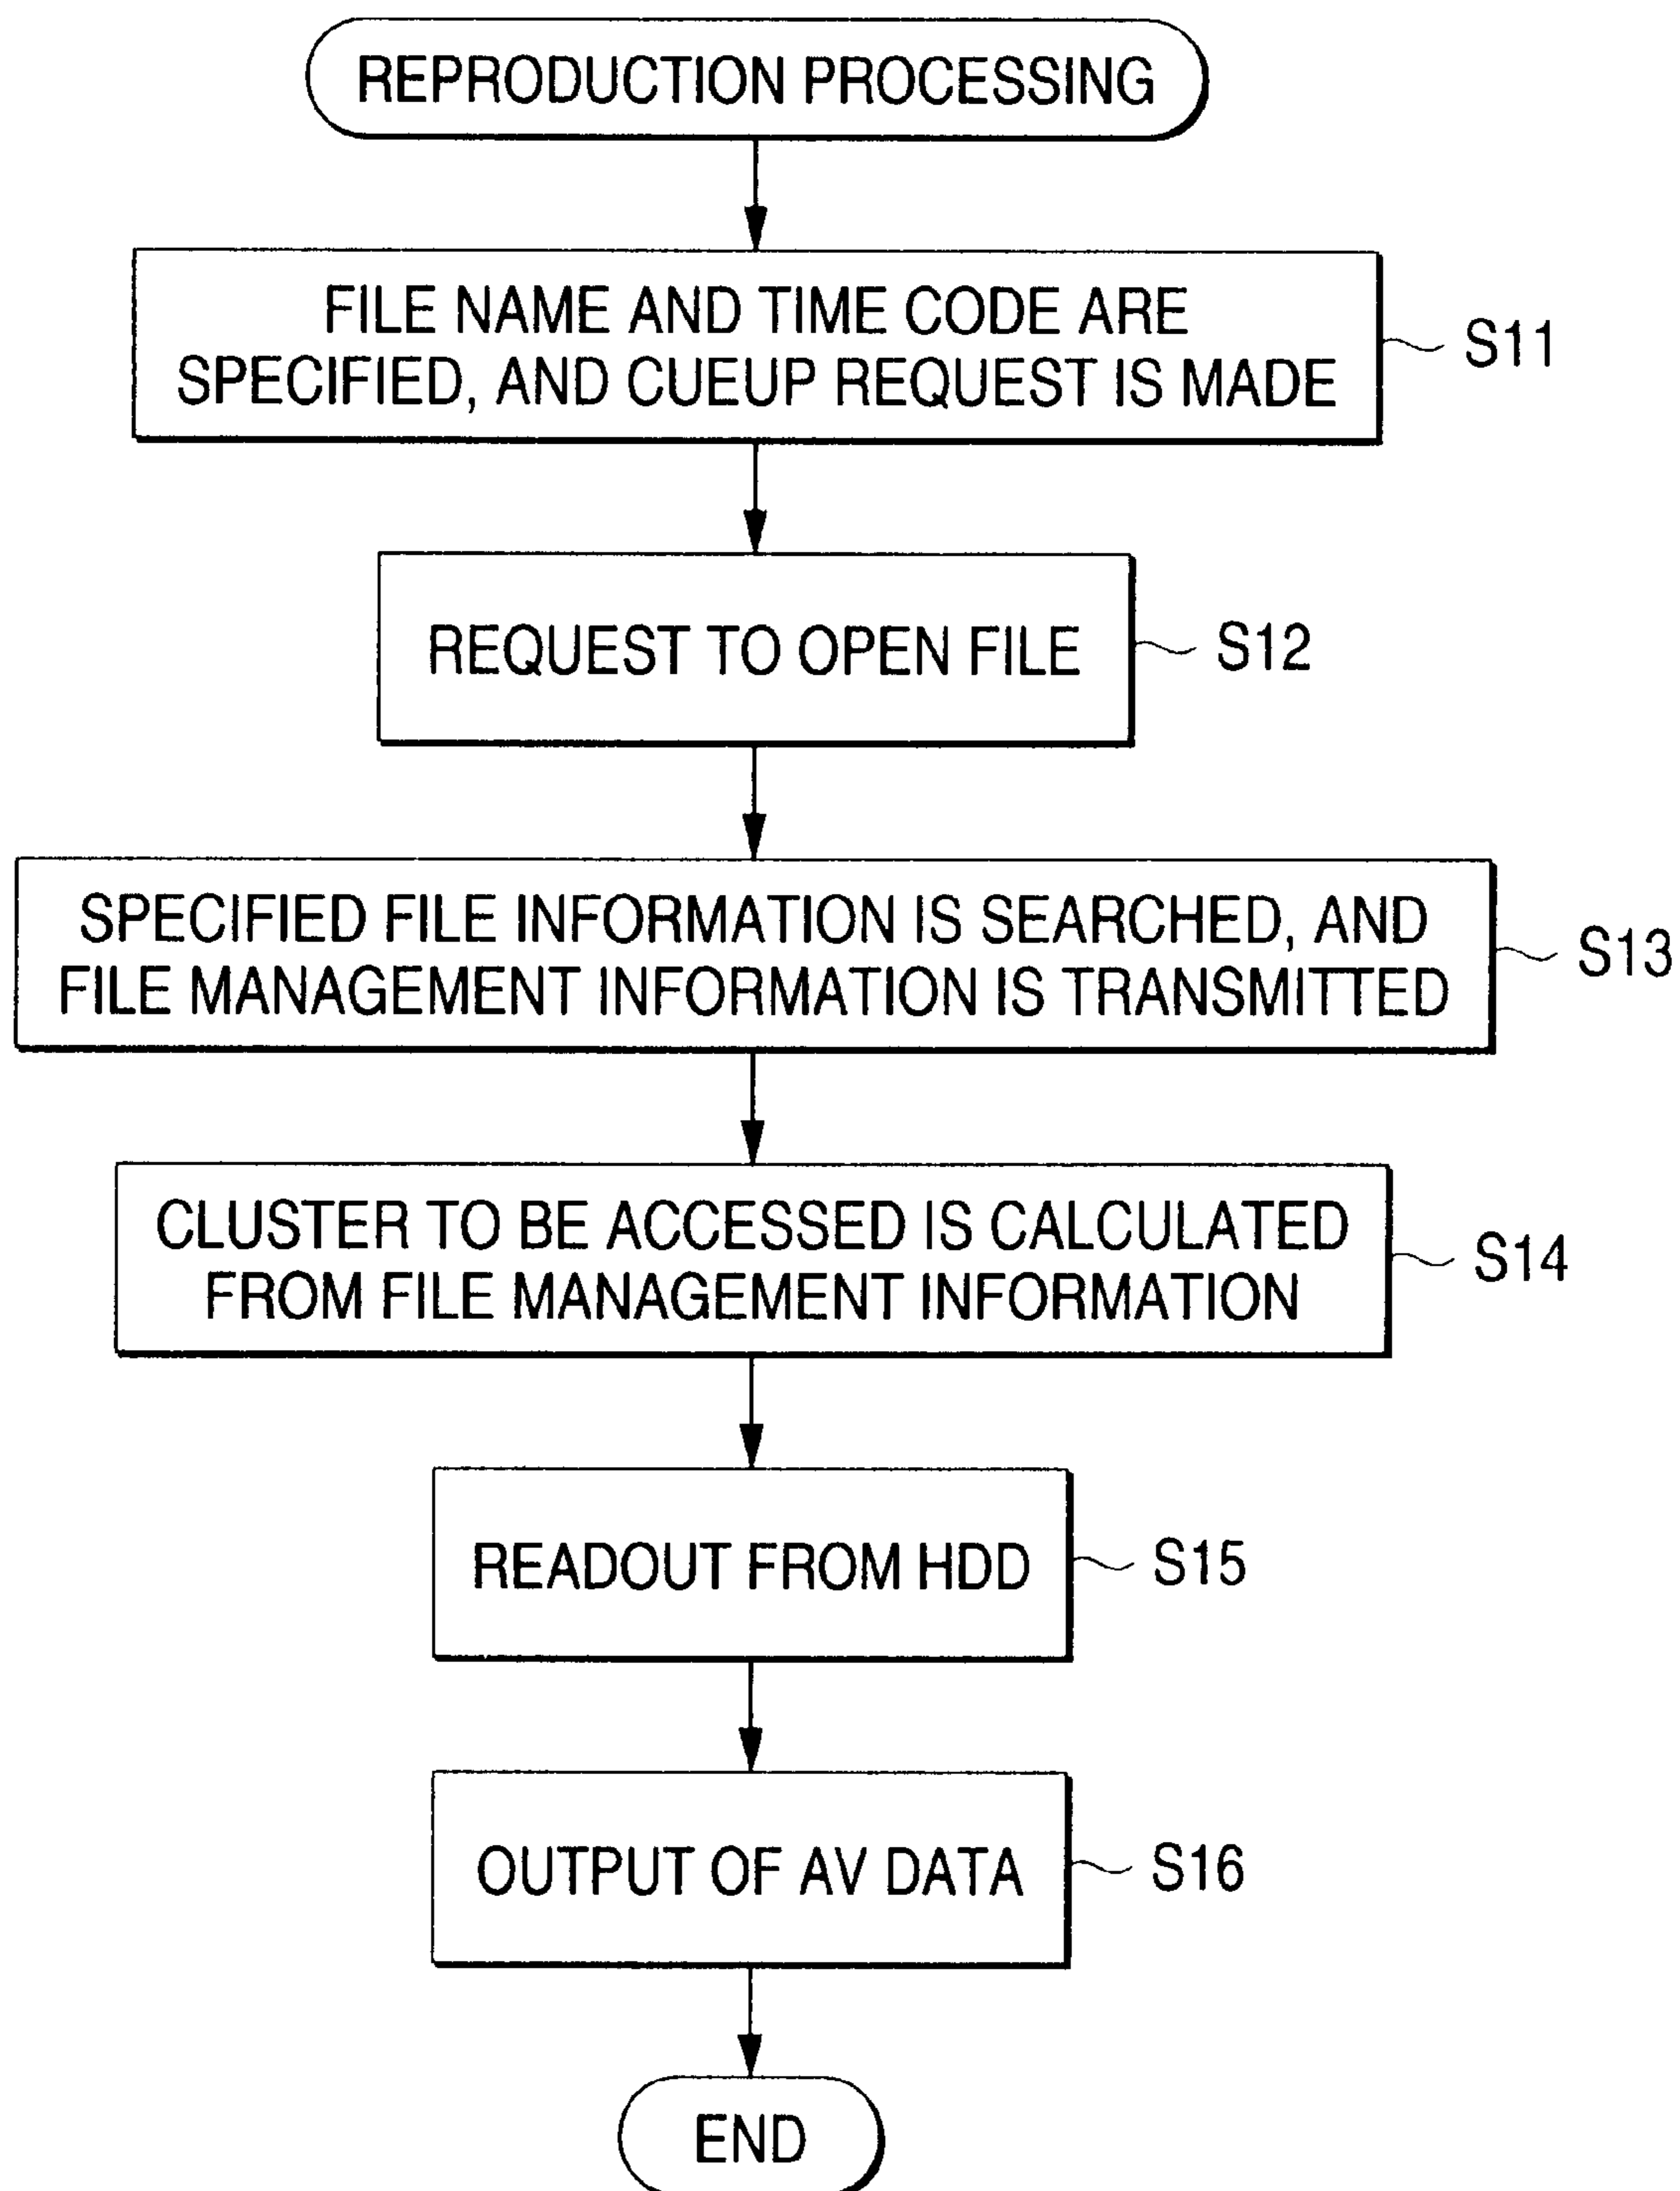 REPRODUCTION PROCESSING
FILE NAME AND TIME CODE ARE
SPECIFIED, AND CUEUP REQUEST IS MADE
S11
REQUEST TO OPEN FILE
S12
SPECIFIED FILE INFORMATION IS SEARCHED, AND
FILE MANAGEMENT INFORMATION IS TRANSMITTED
S13
CLUSTER TO BE ACCESSED IS CALCULATED
FROM FILE MANAGEMENT INFORMATION
S14
READOUT FROM HDD
S15
OUTPUT OF AV DATA
S16
END